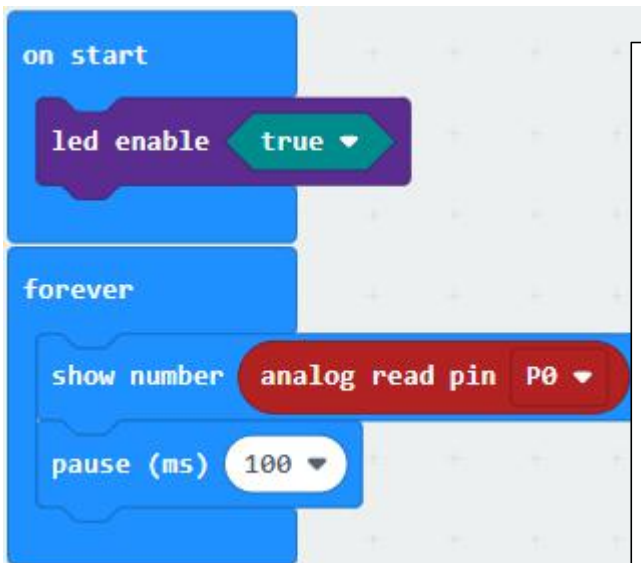 on start
led enable true
forever
show number analog read pin P0
pause (ms) 100